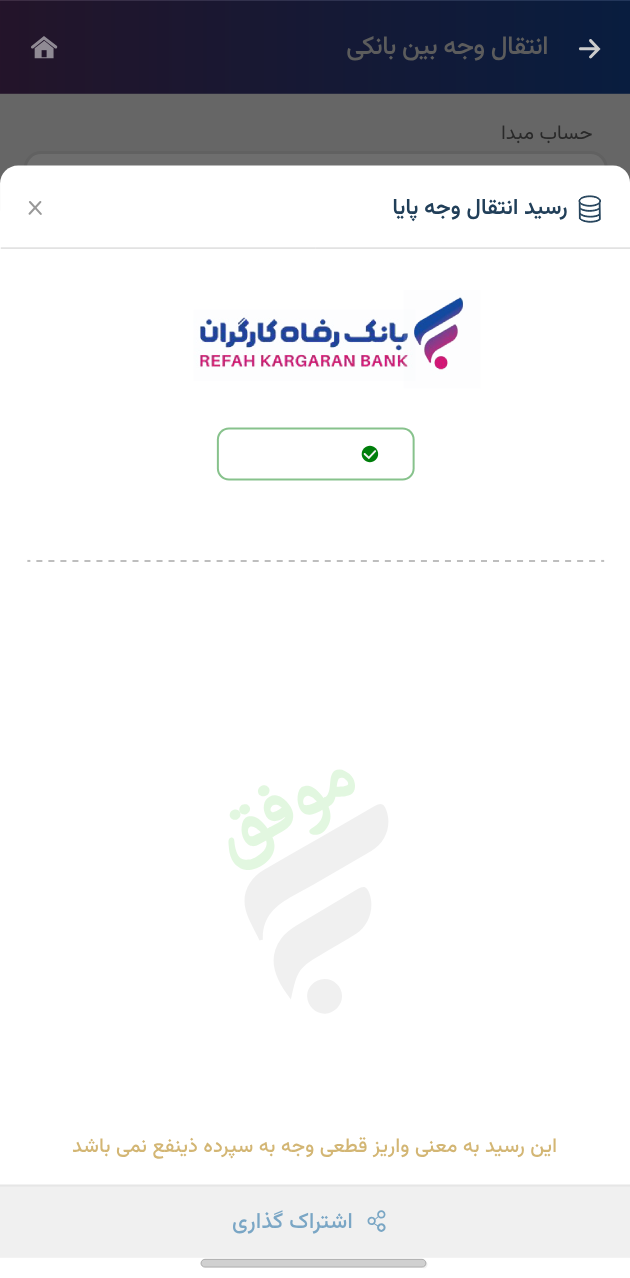 انتقال وجه بین بانکی
حساب مبدا
رسید انتقال وجه پایا
بانک رفاه کارگران
REFAH KARGARAN BANK
موفق
این رسید به معنی واریز قطعی وجه به سپرده ذینفع نمی باشد
اشتراک گذاری